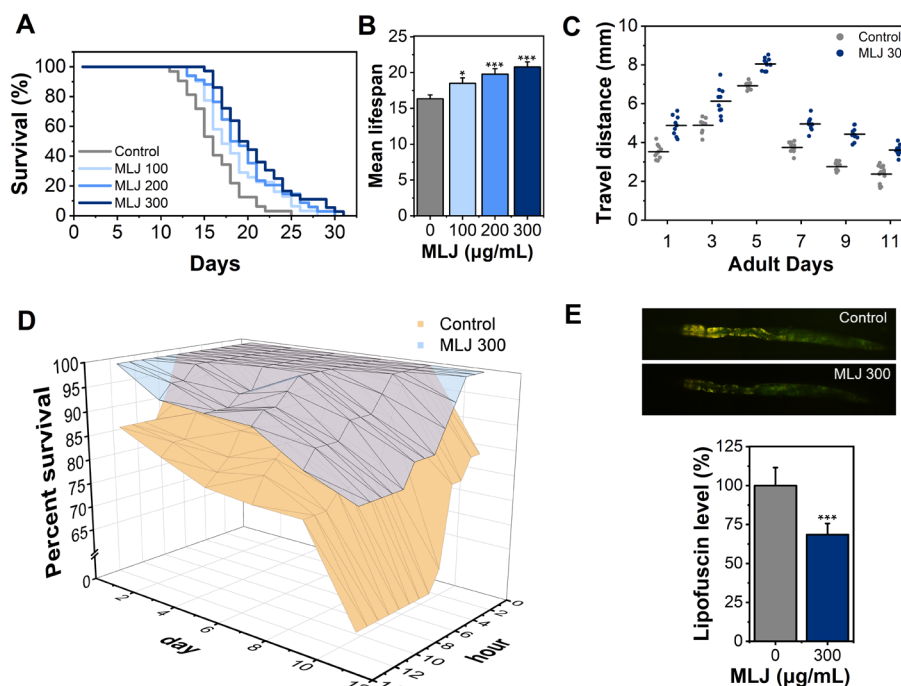 A
Survival (%)
100
80
60
40
20
0
Control
MLJ 100
MLJ 200
MLJ 300
0 5 10 15 20 25 30
Days
B
Mean lifespan
25
20
15
10
5
0
* *** ***
0 100 200 300
MLJ (µg/mL)
C
Travel distance (mm)
Control
MLJ 300
10
8
6
4
2
0
1 3 5 7 9 11
Adult Days
D
Control
MLJ 300
Percent survival
100
95
90
85
80
75
70
65
0
2 4 6 8 10
day
0 2 4 6 8 10 12
hour
E
Control
MLJ 300
Lipofuscin level (%)
125
100
75
50
25
0
***
0 300
MLJ (µg/mL)